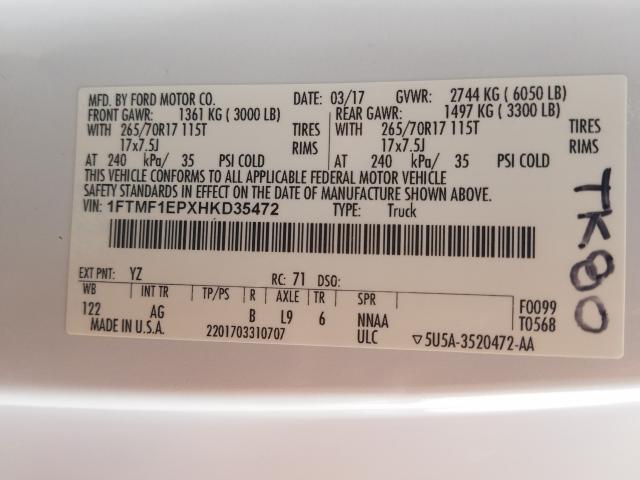 MFD. BY FORD MOTOR CO. DATE: 03/17 GVWR: 2744 KG ( 6050 LB)
FRONT GAWR: 1361 KG ( 3000 LB) REAR GAWR: 1497 KG ( 3300 LB)
WITH 265/70R17 115T TIRES WITH 265/70R17 115T TIRES
17x7.5J RIMS 17x7.5J RIMS
AT 240 kPa/ 35 PSI COLD AT 240 kPa/ 35 PSI COLD
THIS VEHICLE CONFORMS TO ALL APPLICABLE FEDERAL MOTOR VEHICLE
SAFETY STANDARDS IN EFFECT ON THE DATE OF MANUFACTURE SHOWN ABOVE.
VIN: 1FTMF1EPXHKD35472 TYPE: Truck
EXT PNT: YZ RC: 71 DSO:
WB INT TR TP/PS R AXLE TR SPR F0099
122 AG B L9 6 NNAA T0568
MADE IN U.S.A. 2201703310707 ULC ▽5U5A-3520472-AA
TK80